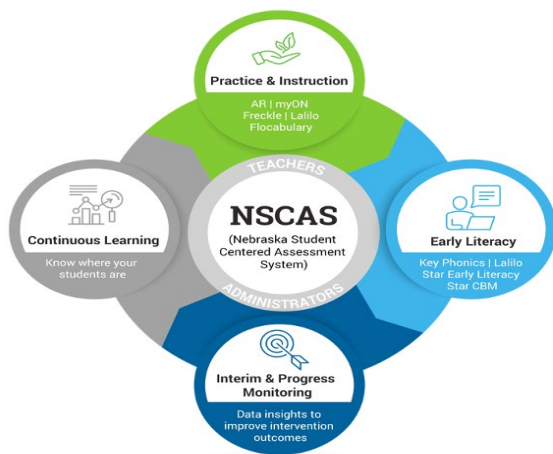 Practice & Instruction
AR | myON
Freckle | Lalilo
Flocabulary
TEACHERS
NSCAS
(Nebraska Student
Centered Assessment
System)
ADMINISTRATORS
Continuous Learning
Know where your
students are
Early Literacy
Key Phonics | Lalilo
Star Early Literacy
Star CBM
Interim & Progress
Monitoring
Data insights to
improve intervention
outcomes